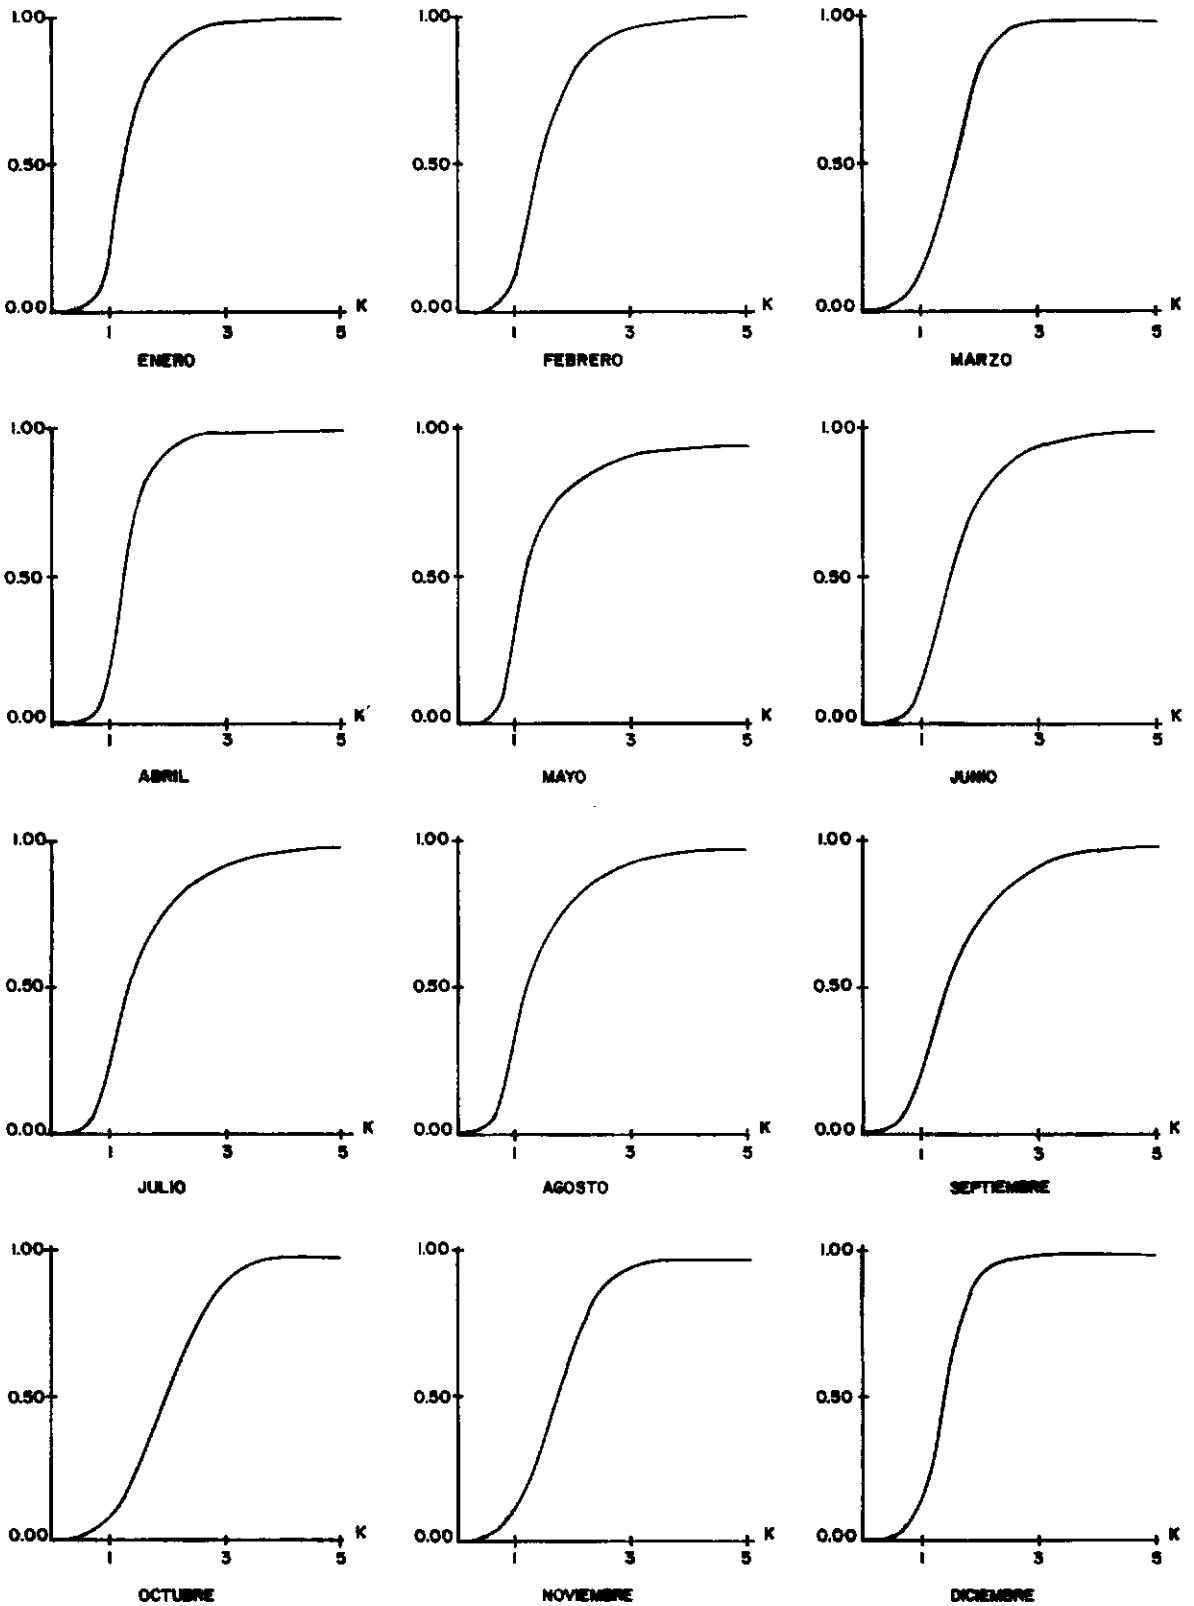 1.00 1.00 1.00
0.50 0.50 0.50
0.00 0.00 0.00
K K K
1 3 5 1 3 5 1 3 5
ENERO FEBRERO MARZO
1.00 1.00 1.00
0.50 0.50 0.50
0.00 0.00 0.00
K' K K
1 3 5 1 3 5 1 3 5
ABRIL MAYO JUNIO
1.00 1.00 1.00
0.50 0.50 0.50
0.00 0.00 0.00
K K K
1 3 5 1 3 5 1 3 5
JULIO AGOSTO SEPTIEMBRE
1.00 1.00 1.00
0.50 0.50 0.50
0.00 0.00 0.00
K K K
1 3 5 1 3 5 1 3 5
OCTUBRE NOVIEMBRE DICIEMBRE